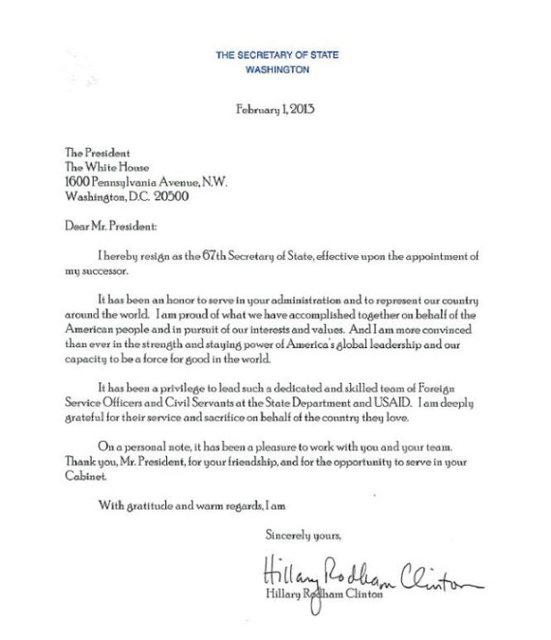 THE SECRETARY OF STATE
WASHINGTON
February 1, 2013
The President
The White House
1600 Pennsylvania Avenue, N.W.
Washington, D.C. 20500
Dear Mr. President:
I hereby resign as the 67th Secretary of State, effective upon the appointment of
my successor.
It has been an honor to serve in your administration and to represent our country
around the world. I am proud of what we have accomplished together on behalf of the
American people and in pursuit of our interests and values. And I am more convinced
than ever in the strength and staying power of America's global leadership and our
capacity to be a force for good in the world.
It has been a privilege to lead such a dedicated and skilled team of Foreign
Service Officers and Civil Servants at the State Department and USAID. I am deeply
grateful for their service and sacrifice on behalf of the country they love.
On a personal note, it has been a pleasure to work with you and your team.
Thank you, Mr. President, for your friendship, and for the opportunity to serve in your
Cabinet.
With gratitude and warm regards, I am
Sincerely yours,
Hillary Rodham Clinton
Hillary Rodham Clinton